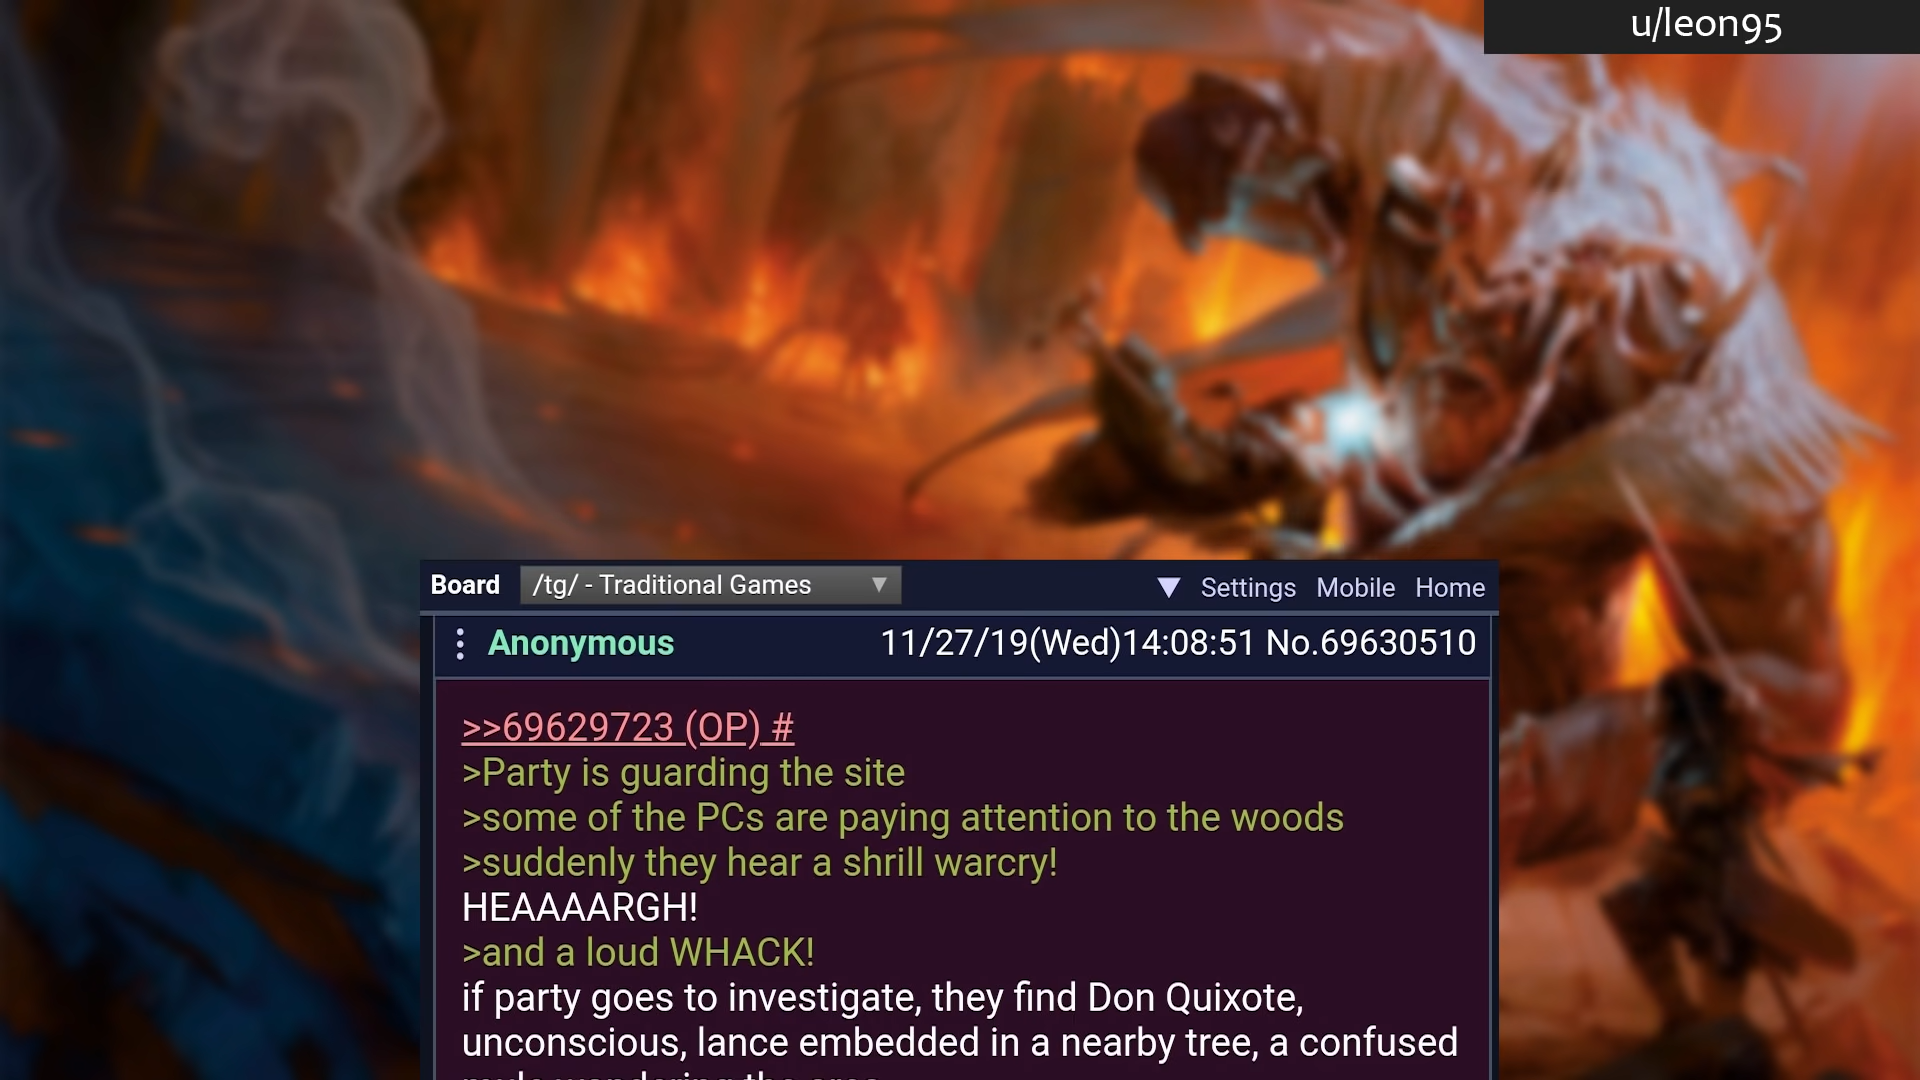 u/leon95
Board /tg/ - Traditional Games ▼ ▼ Settings Mobile Home
Anonymous 11/27/19(Wed)14:08:51 No.69630510
>>69629723 (OP) #
>Party is guarding the site
>some of the PCs are paying attention to the woods
>suddenly they hear a shrill warcry!
HEAAAARGH!
>and a loud WHACK!
if party goes to investigate, they find Don Quixote,
unconscious, lance embedded in a nearby tree, a confused